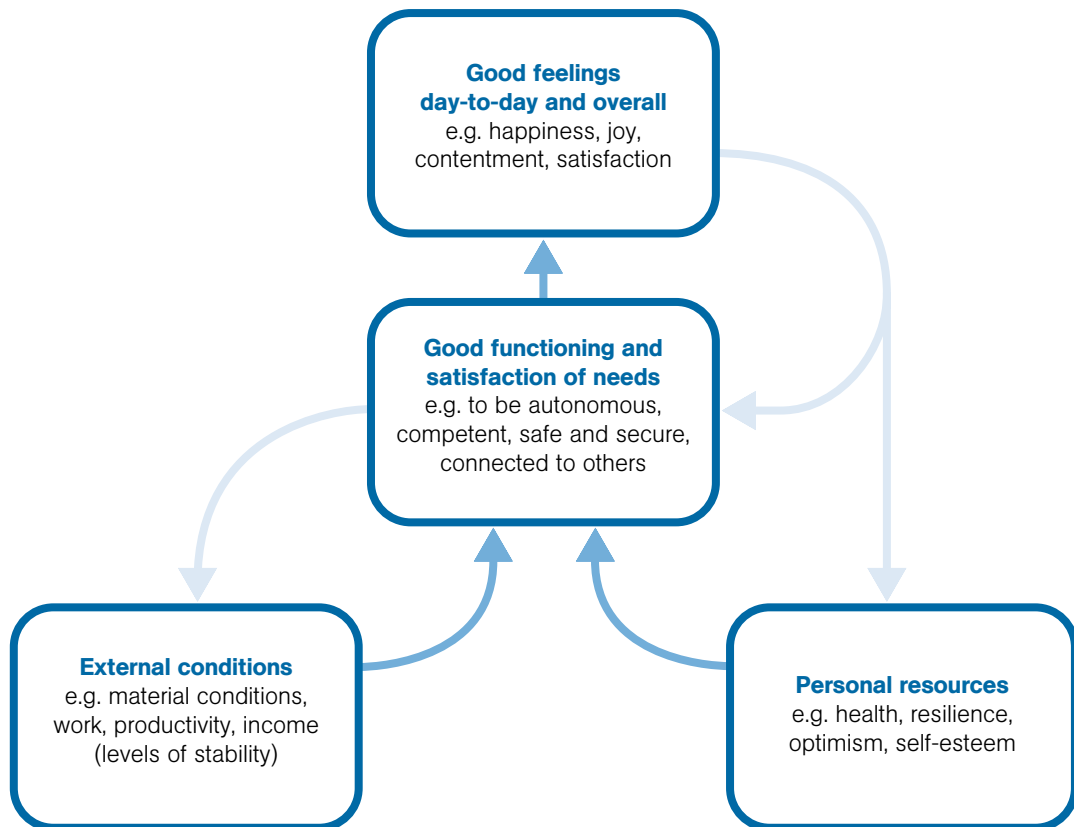 Good feelings
day-to-day and overall
e.g. happiness, joy,
contentment, satisfaction
Good functioning and
satisfaction of needs
e.g. to be autonomous,
competent, safe and secure,
connected to others
External conditions
e.g. material conditions,
work, productivity, income
(levels of stability)
Personal resources
e.g. health, resilience,
optimism, self-esteem